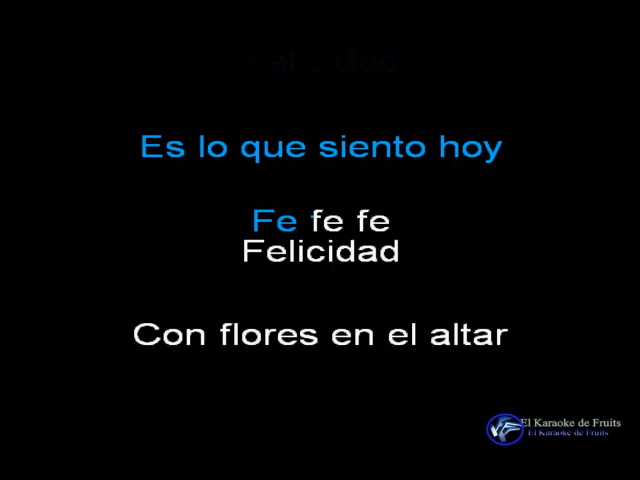 Felicidad
Es lo que siento hoy
Fe fe fe
Felicidad
Con flores en el altar
El Karaoke de Fruits
El Karaoke de Fruits